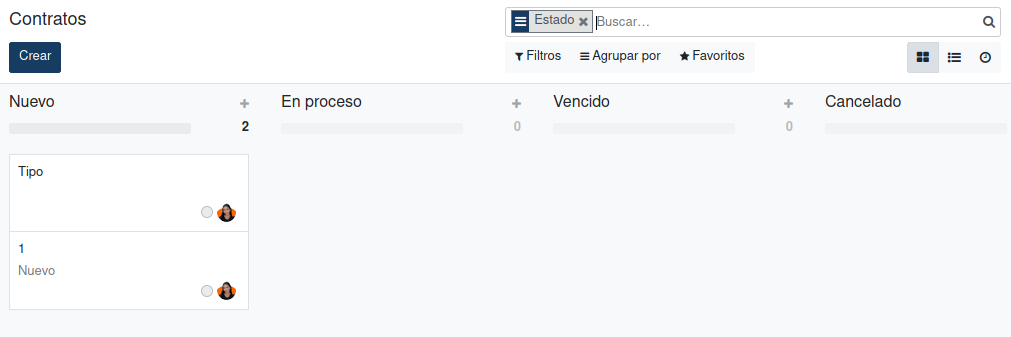 Contratos
Estado Buscar...
Crear
Filtros Agrupar por Favoritos
Nuevo En proceso Vencido Cancelado
2 0 0
Tipo
1
Nuevo